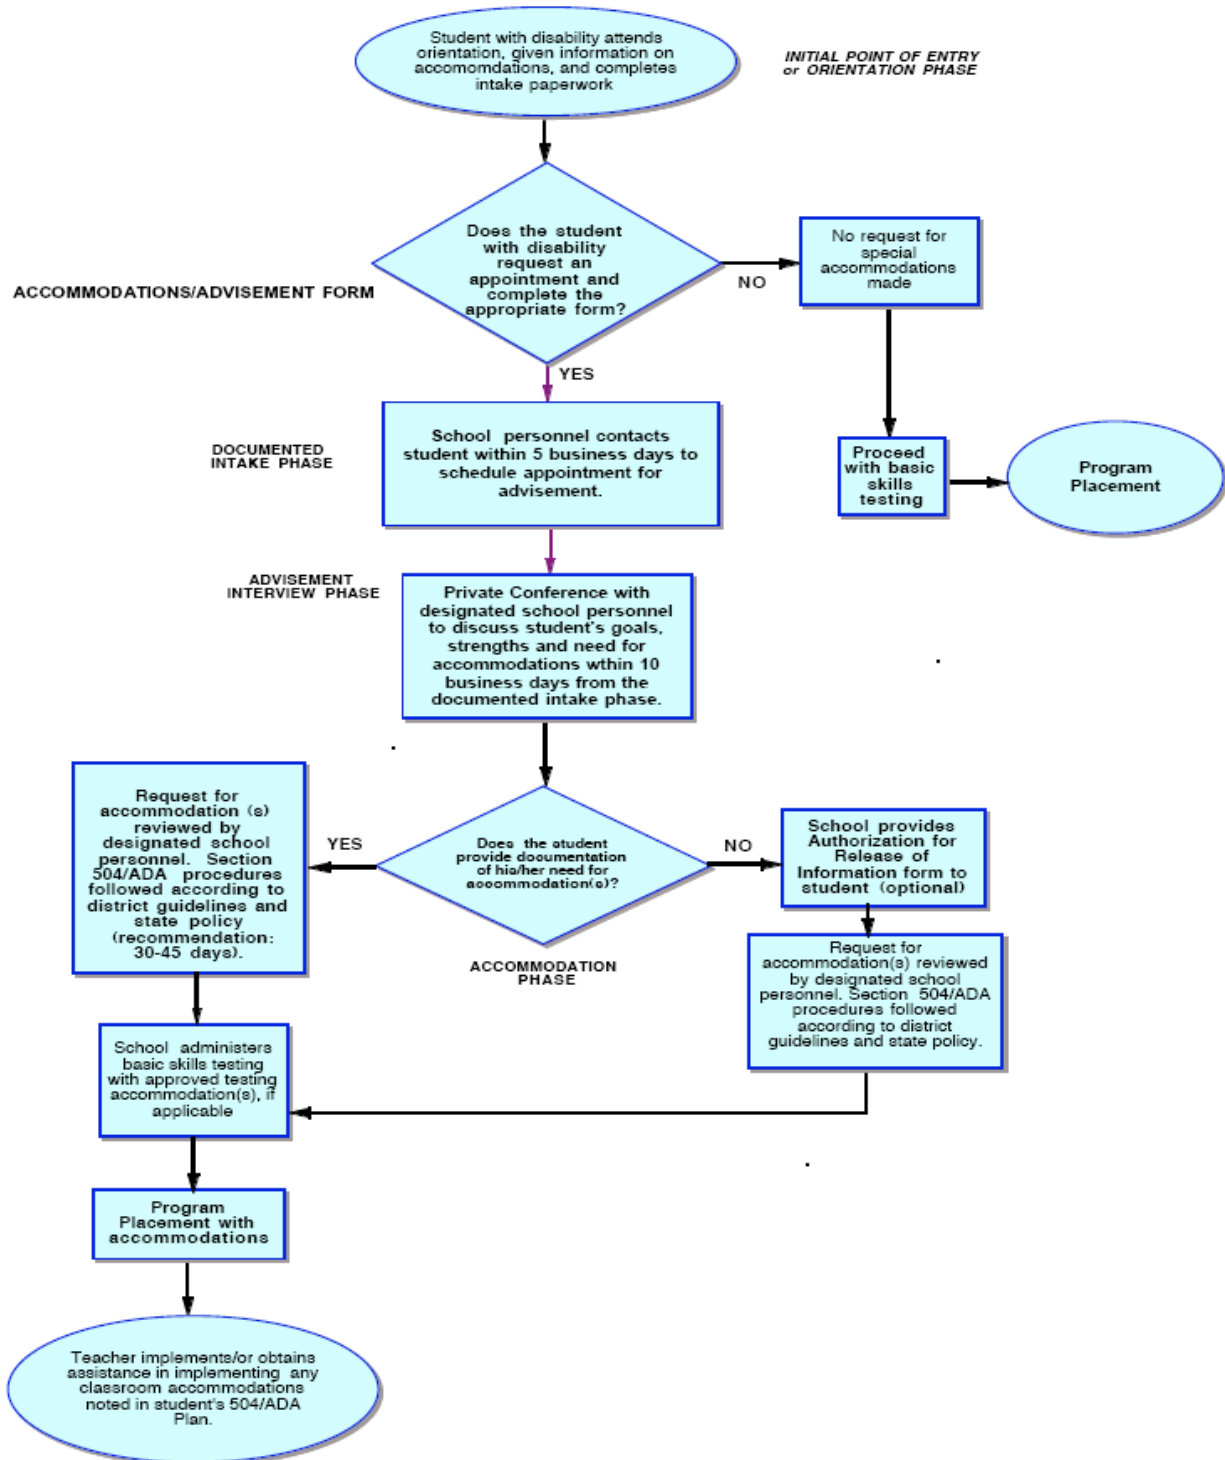 Student with disability attends
orientation, given information on
accomomdations, and completes
intake paperwork
INITIAL POINT OF ENTRY
or ORIENTATION PHASE
Does the student
with disability
request an
appointment and
complete the
appropriate form?
NO
No request for
special
accommodations
made
ACCOMMODATIONS/ADVISEMENT FORM
YES
DOCUMENTED
INTAKE PHASE
School personnel contacts
student within 5 business days to
schedule appointment for
advisement.
Proceed
with basic
skills
testing
Program
Placement
ADVISEMENT
INTERVIEW PHASE
Private Conference with
designated school personnel
to discuss student's goals,
strengths and need for
accommodations wthin 10
business days from the
documented intake phase.
Request for
accommodation (s)
reviewed by
designated school
personnel. Section
504/ADA procedures
followed according to
district guidelines and
state policy
(recommendation:
30-45 days).
YES
Does the student
provide documentation
of his/her need for
accommodation(s)?
NO
School provides
Authorization for
Release of
Information form to
student (optional)
ACCOMMODATION
PHASE
Request for
accommodation(s) reviewed
by designated school
personnel. Section 504/ADA
procedures followed
according to district
guidelines and state policy.
School administers
basic skills testing
with approved testing
accommodation(s), if
applicable
Program
Placement with
accommodations
Teacher implements/or obtains
assistance in implementing any
classroom accommodations
noted in student's 504/ADA
Plan.